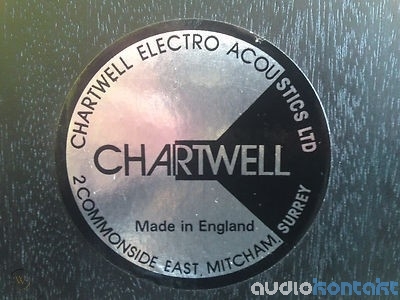 CHARTWELL ELECTRO ACOUSTICS LTD
CHARTWELL
Made in England
2 COMMONSIDE EAST, MITCHAM, SURREY
audiokontakt